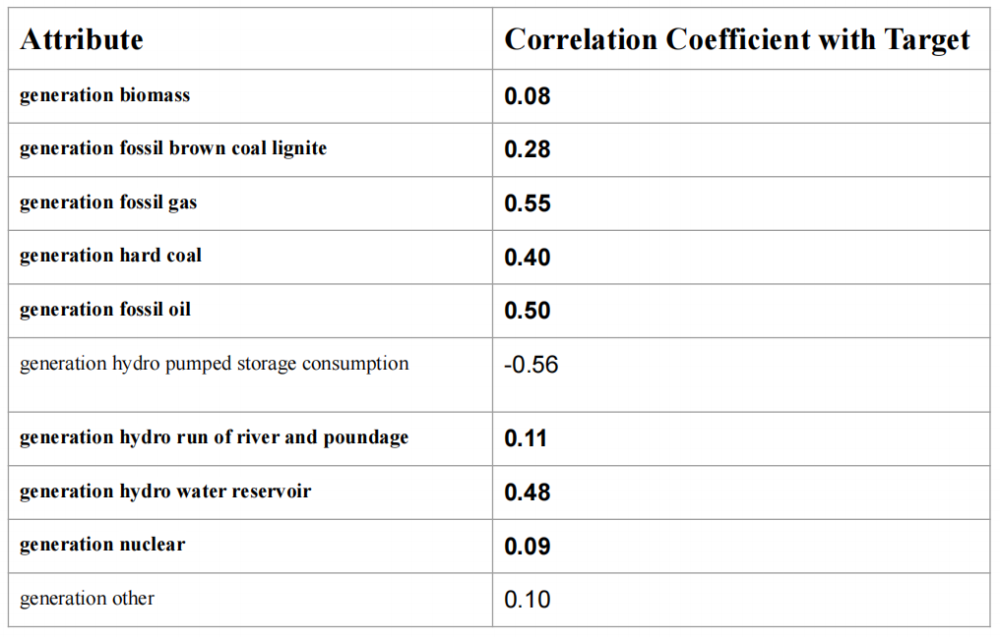 Attribute Correlation Coefficient with Target
generation biomass 0.08
generation fossil brown coal lignite 0.28
generation fossil gas 0.55
generation hard coal 0.40
generation fossil oil 0.50
generation hydro pumped storage consumption -0.56
generation hydro run of river and poundage 0.11
generation hydro water reservoir 0.48
generation nuclear 0.09
generation other 0.10